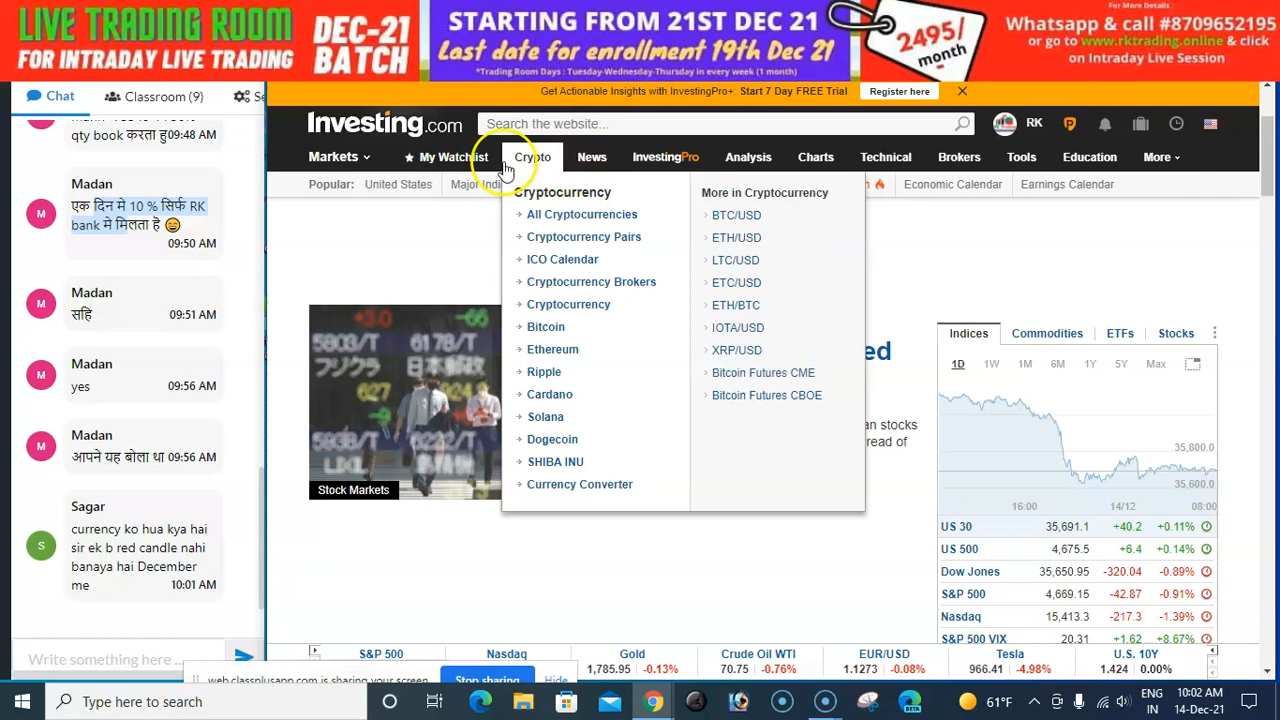 LIVE TRADING ROOM
FOR INTRADAY LIVE TRADING
DEC-21
BATCH
STARTING FROM 21ST DEC 21
Last date for enrollment 19th Dec 21
*Trading Room Days : Tuesday-Wednesday-Thursday in every week (1 month)
2495/
month
For More Details :
Whatsapp & call #8709652195
or go to www.rktrading.online & click
on Intraday Live Session
Chat
Classroom (9)
Get Actionable Insights with InvestingPro+ Start 7 Day FREE Trial
Register here
Investing.com
Search the website...
RK
Markets
My Watchlist
Crypto
News
InvestingPro
Analysis
Charts
Technical
Brokers
Tools
Education
More
Popular:
United States
Economic Calendar
Earnings Calendar
qty book करता हु 09:48 AM
Madan
एक दिन मे 10 % सिर्फ RK
bank मे मिलता है
09:50 AM
Madan
सहि
09:51 AM
Madan
yes
09:56 AM
Madan
आपने यह बोला था 09:56 AM
Sagar
currency ko hua kya hai
sir ek b red candle nahi
banaya hai December
me
10:01 AM
Write something here ...
Cryptocurrency
All Cryptocurrencies
Cryptocurrency Pairs
ICO Calendar
Cryptocurrency Brokers
Cryptocurrency
Bitcoin
Ethereum
Ripple
Cardano
Solana
Dogecoin
SHIBA INU
Currency Converter
More in Cryptocurrency
BTC/USD
ETH/USD
LTC/USD
ETC/USD
ETH/BTC
IOTA/USD
XRP/USD
Bitcoin Futures CME
Bitcoin Futures CBOE
Stock Markets
Indices
Commodities
ETFs
Stocks
1D
1W
1M
6M
1Y
5Y
Max
35,800.0
35,600.0
16:00
14/12
08:00
US 30 35,691.1 +40.2 +0.11%
US 500 4,675.5 +6.4 +0.14%
Dow Jones 35,650.95 -320.04 -0.89%
S&P 500 4,669.15 -42.87 -0.91%
Nasdaq 15,413.3 -217.3 -1.39%
S&P 500 VIX 20.31 +1.62 +8.67%
S&P 500
Nasdaq
Gold
1,785.95 -0.13%
Crude Oil WTI
70.75 -0.76%
EUR/USD
1.1273 -0.08%
Tesla
966.41 -4.98%
U.S. 10Y
1.424 0.00%
web.classplusapp.com is sharing your screen.
Stop sharing
Hide
Type here to search
61°F
ENG
IN
10:02 AM
14-Dec-21